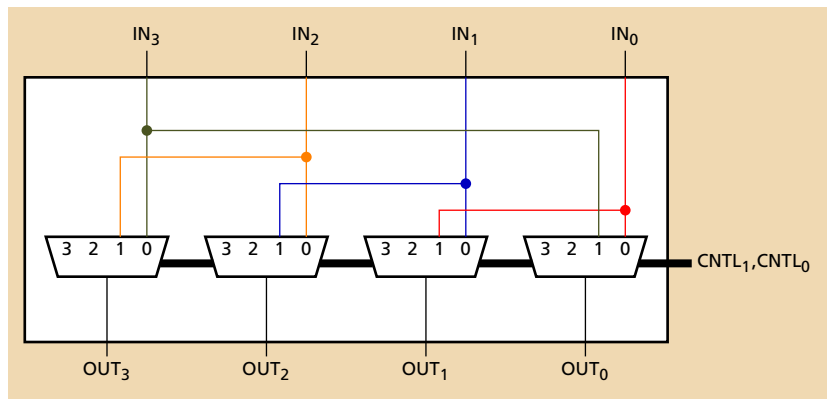 IN₃ IN₂ IN₁ IN₀
3 2 1 0 3 2 1 0 3 2 1 0 3 2 1 0
CNTL₁,CNTL₀
OUT₃ OUT₂ OUT₁ OUT₀